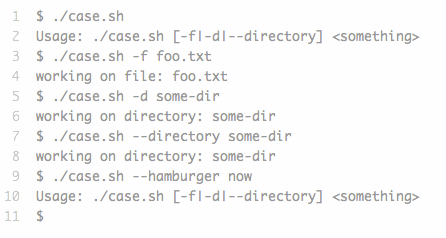 1 $ ./case.sh
2 Usage: ./case.sh [-f|-d|--directory] <something>
3 $ ./case.sh -f foo.txt
4 working on file: foo.txt
5 $ ./case.sh -d some-dir
6 working on directory: some-dir
7 $ ./case.sh --directory some-dir
8 working on directory: some-dir
9 $ ./case.sh --hamburger now
10 Usage: ./case.sh [-f|-d|--directory] <something>
11 $